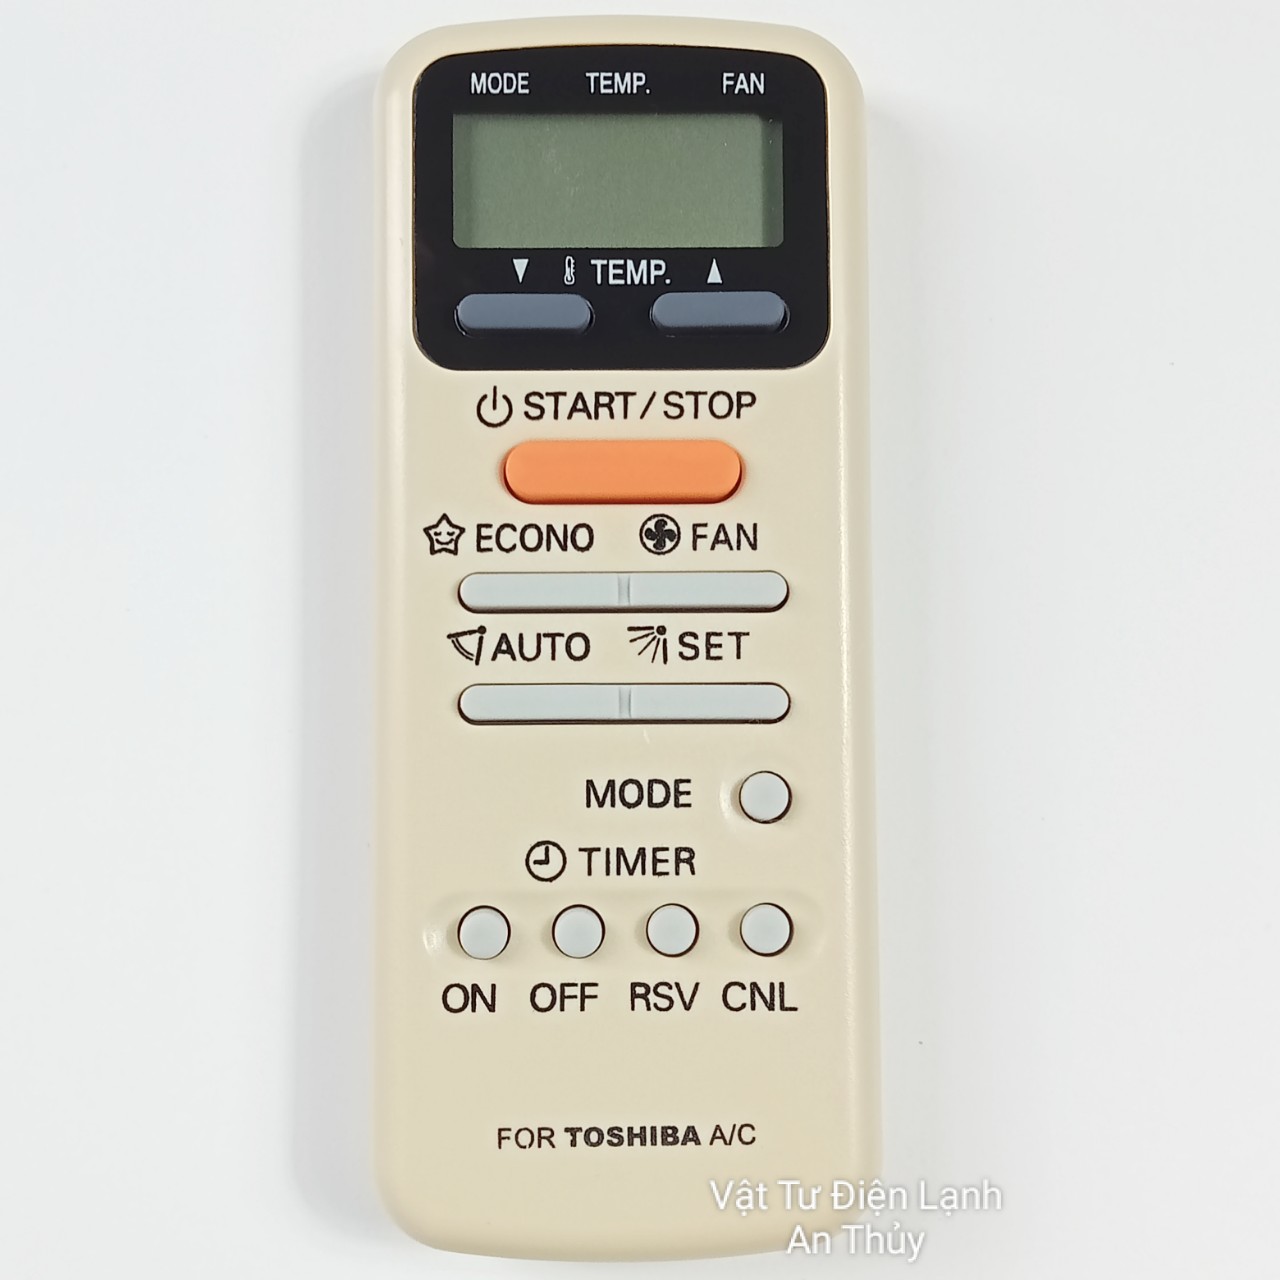 MODE TEMP. FAN
▼ TEMP. ▲
START/STOP
ECONO FAN
AUTO SET
MODE
TIMER
ON OFF RSV CNL
FOR TOSHIBA A/C
Vật Tư Điện Lạnh
An Thủy